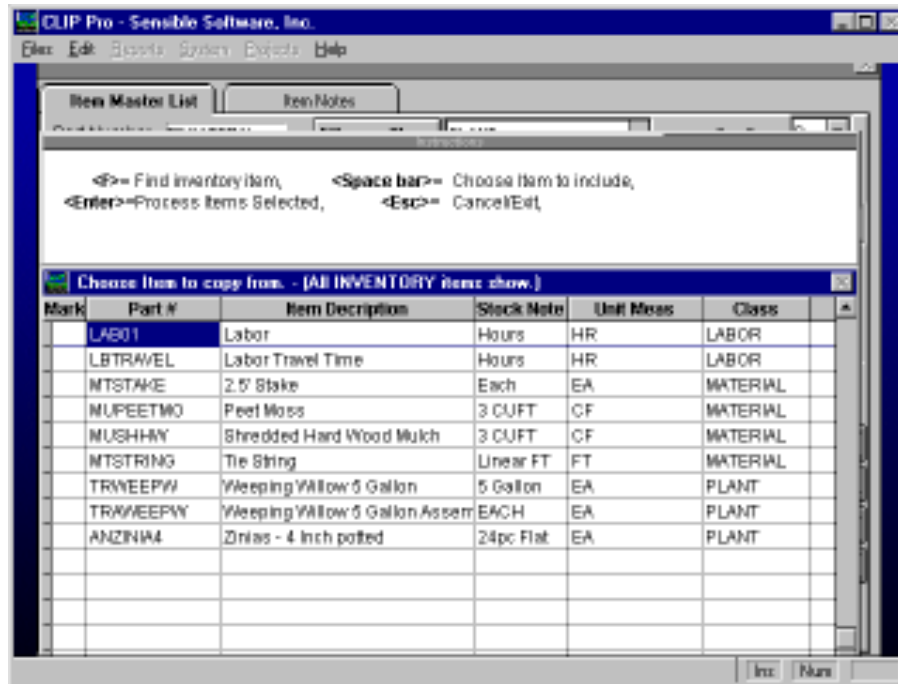 CLIP Pro - Sensible Software, Inc.
Files Edit Reports System Projects Help
Item Master List Item Notes
Instructions
<F>= Find inventory item, <Space bar>= Choose Item to include,
<Enter>=Process Items Selected, <Esc>= Cancel/Exit,
Choose Item to copy from. - (All INVENTORY items show.)
Mark Part # Item Decription Stock Note Unit Meas Class
LAB01 Labor Hours HR LABOR
LBTRAVEL Labor Travel Time Hours HR LABOR
MTSTAKE 2.5' Stake Each EA MATERIAL
MUPEETMO Peet Moss 3 CUFT CF MATERIAL
MUSHHW Shredded Hard Wood Mulch 3 CUFT CF MATERIAL
MTSTRING Tie String Linear FT FT MATERIAL
TRWEEPW Weeping Willow 5 Gallon 5 Gallon EA PLANT
TRAWEEPW Weeping Willow 5 Gallon Assem EACH EA PLANT
ANZINIA4 Zinias - 4 Inch potted 24pc Flat EA PLANT
Ins Num